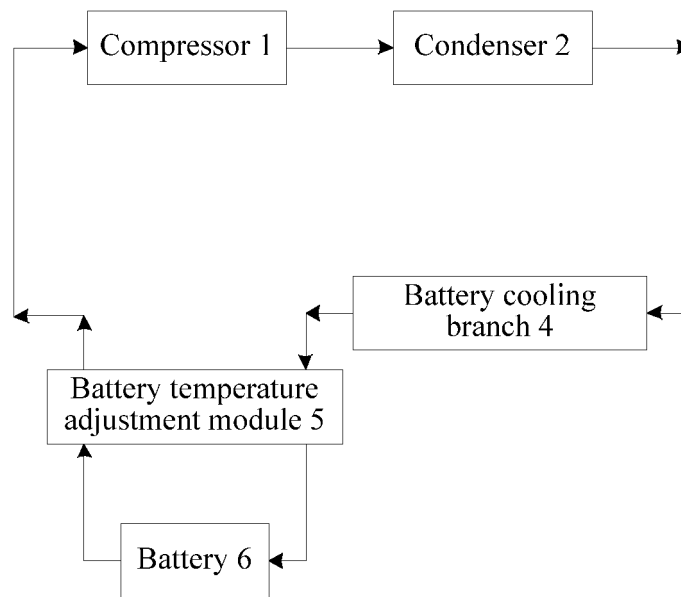 Compressor 1
Condenser 2
Battery cooling
branch 4
Battery temperature
adjustment module 5
Battery 6